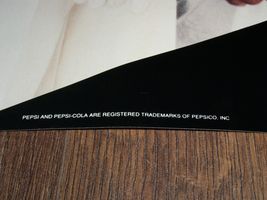 PEPSI AND PEPSI-COLA ARE REGISTERED TRADEMARKS OF PEPSICO, INC